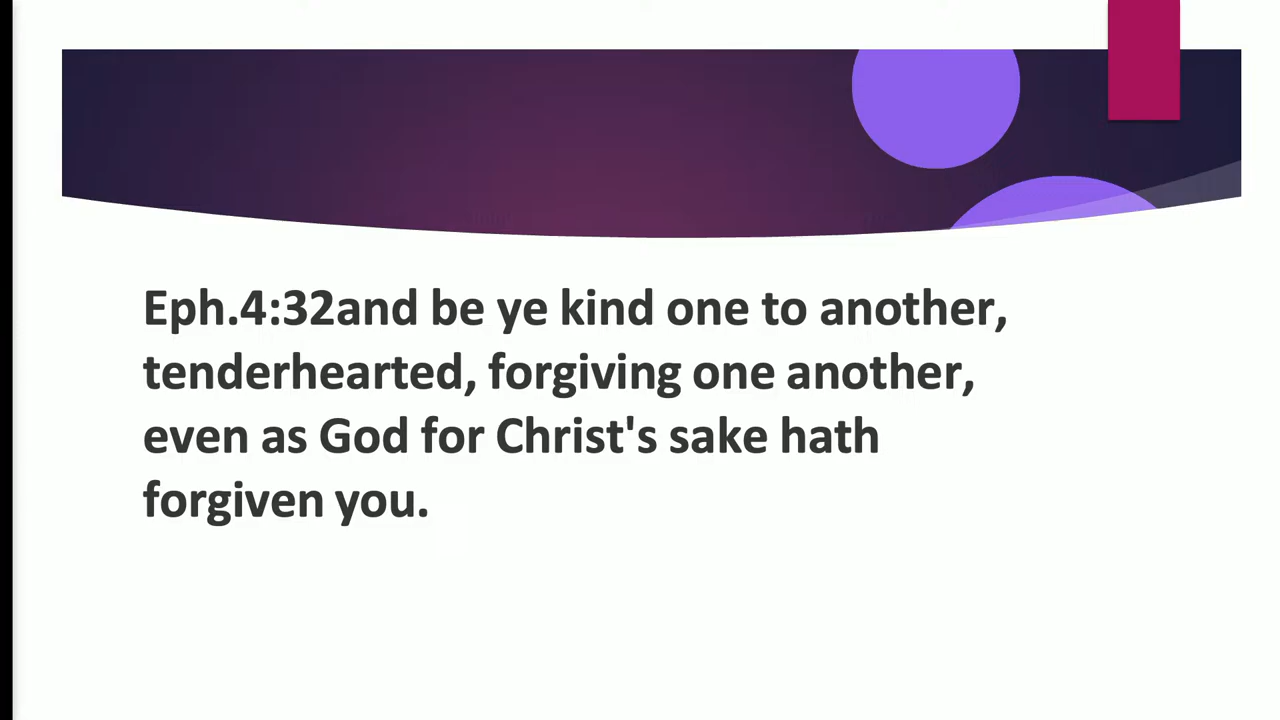 Eph.4:32and be ye kind one to another,
tenderhearted, forgiving one another,
even as God for Christ's sake hath
forgiven you.